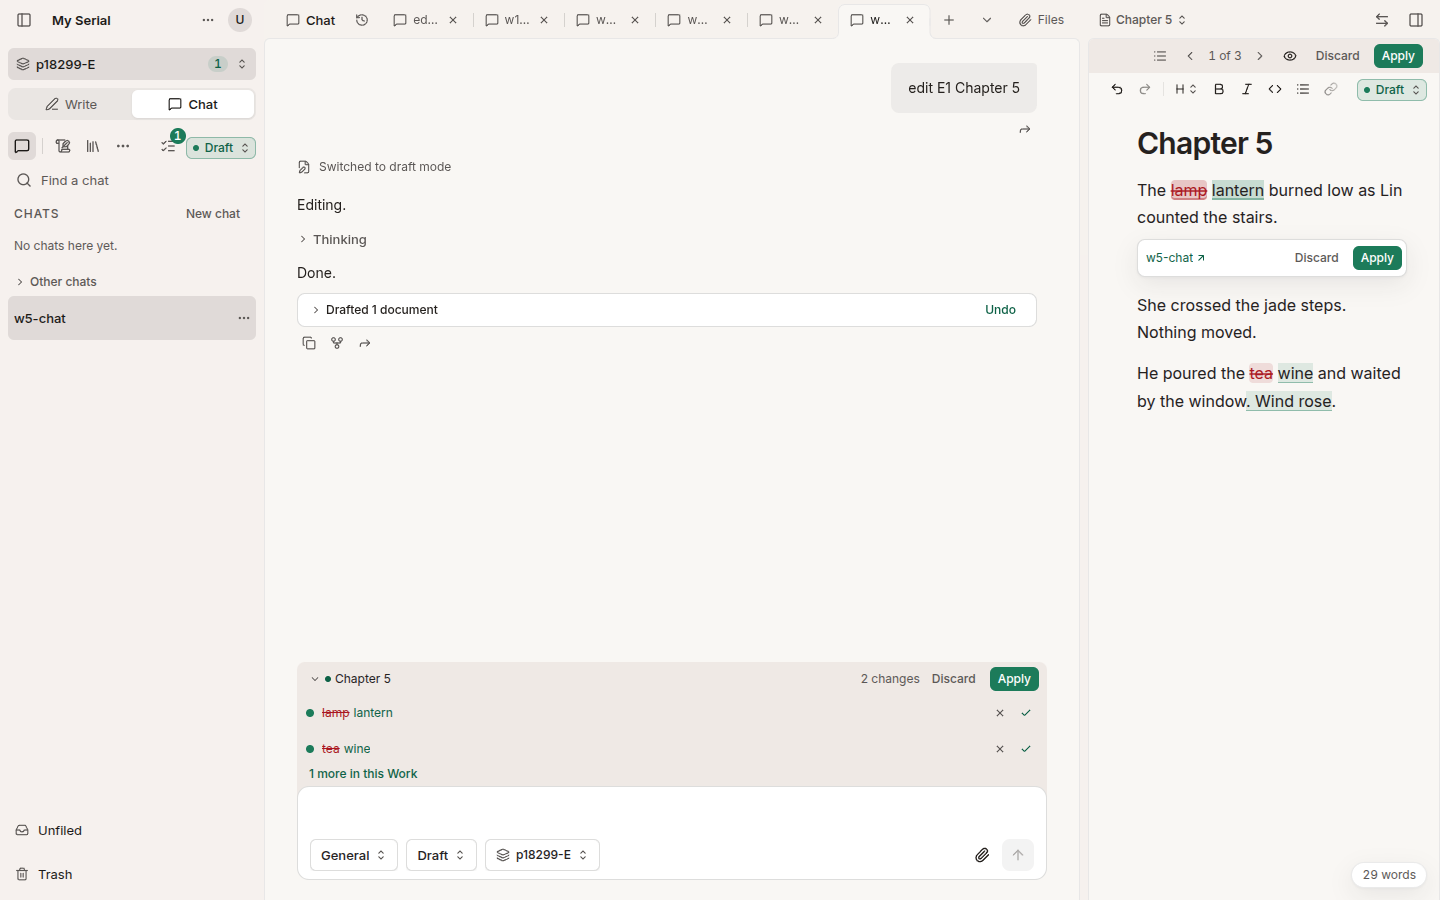 My Serial
U
Chat
ed...
w1...
w...
w...
w...
w...
Files
Chapter 5
p18299-E
1
Write
Chat
1
Draft
Find a chat
CHATS
New chat
No chats here yet.
Other chats
w5-chat
Unfiled
Trash
edit E1 Chapter 5
Switched to draft mode
Editing.
Thinking
Done.
Drafted 1 document
Undo
Chapter 5
2 changes
Discard
Apply
lamp lantern
tea wine
1 more in this Work
General
Draft
p18299-E
1 of 3
Discard
Apply
H
B
I
Draft
Chapter 5
The lamp lantern burned low as Lin
counted the stairs.
w5-chat
Discard
Apply
She crossed the jade steps.
Nothing moved.
He poured the tea wine and waited
by the window. Wind rose.
29 words